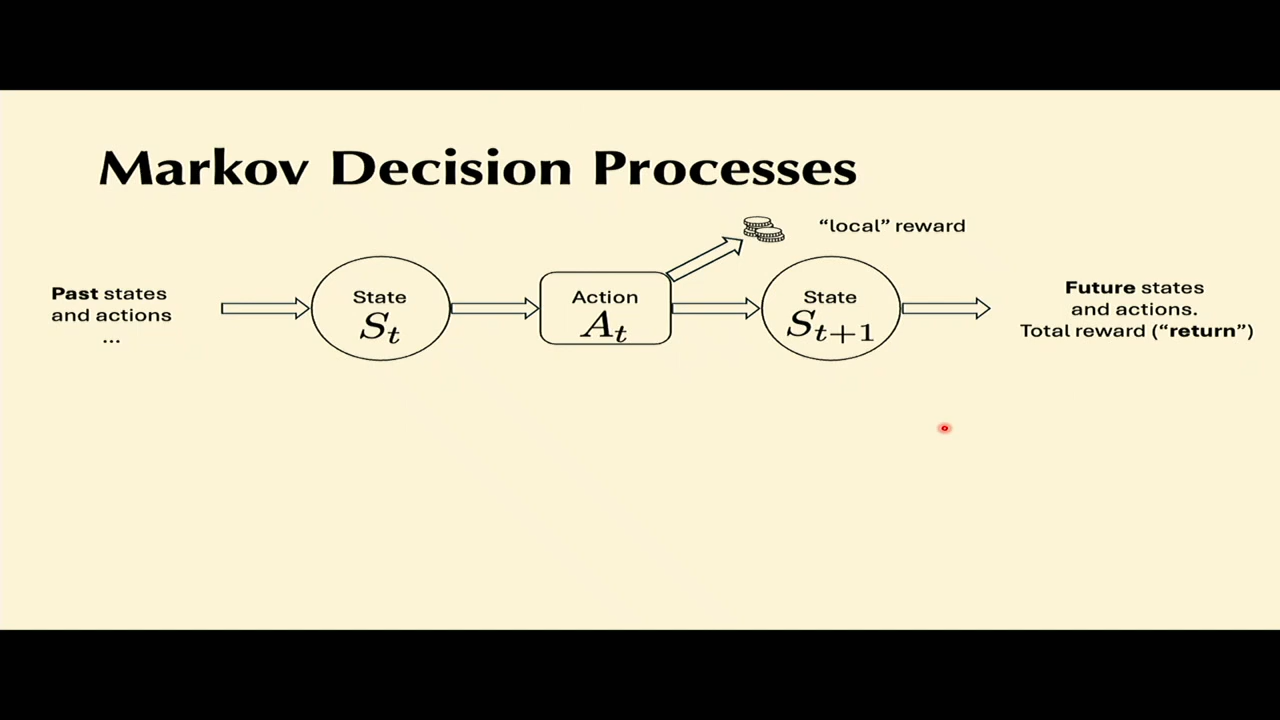 Markov Decision Processes
“local” reward
Past states
and actions
...
State
S_t
Action
A_t
State
S_{t+1}
Future states
and actions.
Total reward (“return”)